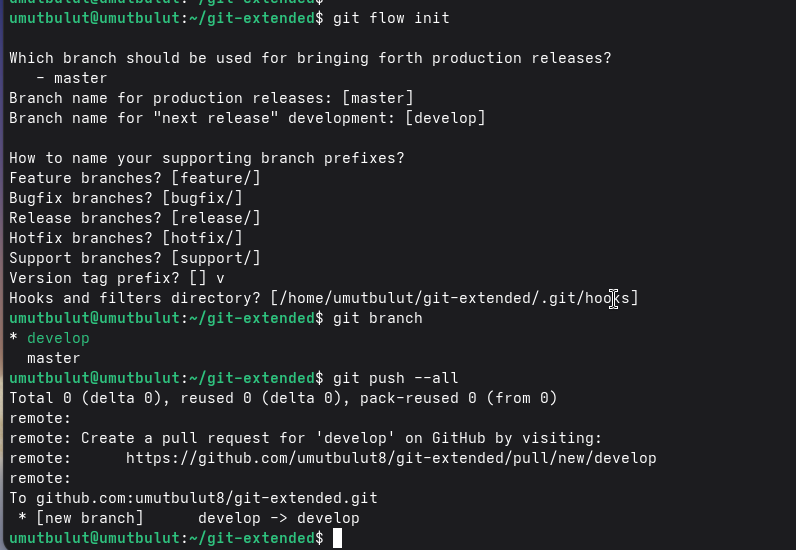 umutbulut@umutbulut:~/git-extended$ git flow init

Which branch should be used for bringing forth production releases?
   - master
Branch name for production releases: [master]
Branch name for "next release" development: [develop]

How to name your supporting branch prefixes?
Feature branches? [feature/]
Bugfix branches? [bugfix/]
Release branches? [release/]
Hotfix branches? [hotfix/]
Support branches? [support/]
Version tag prefix? [] v
Hooks and filters directory? [/home/umutbulut/git-extended/.git/hooks]
umutbulut@umutbulut:~/git-extended$ git branch
* develop
  master
umutbulut@umutbulut:~/git-extended$ git push --all
Total 0 (delta 0), reused 0 (delta 0), pack-reused 0 (from 0)
remote:
remote: Create a pull request for 'develop' on GitHub by visiting:
remote:      https://github.com/umutbulut8/git-extended/pull/new/develop
remote:
To github.com:umutbulut8/git-extended.git
 * [new branch]      develop -> develop
umutbulut@umutbulut:~/git-extended$